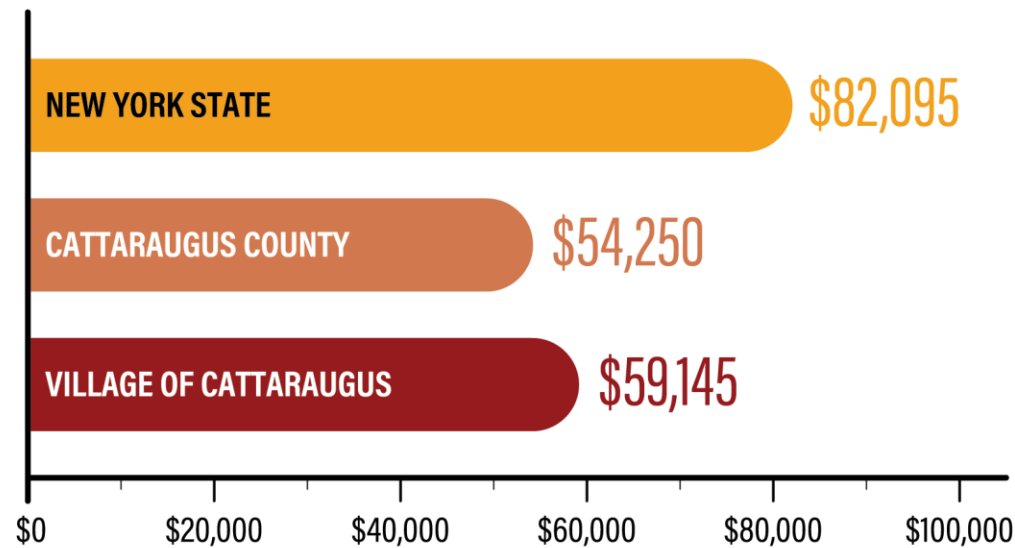 NEW YORK STATE $82,095
CATTARAUGUS COUNTY $54,250
VILLAGE OF CATTARAUGUS $59,145
$0 $20,000 $40,000 $60,000 $80,000 $100,000